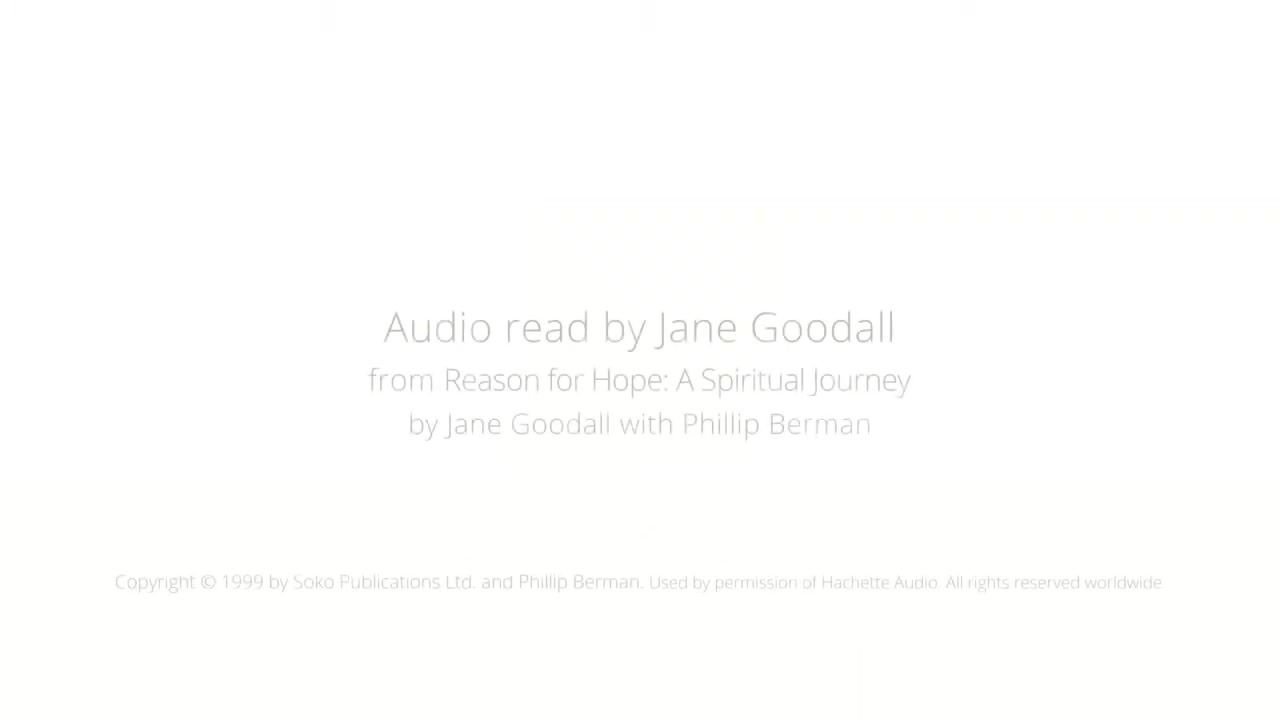 Audio read by Jane Goodall
from Reason for Hope: A Spiritual Journey
by Jane Goodall with Phillip Berman
Copyright © 1999 by Soko Publications Ltd. and Phillip Berman. Used by permission of Hachette Audio. All rights reserved worldwide